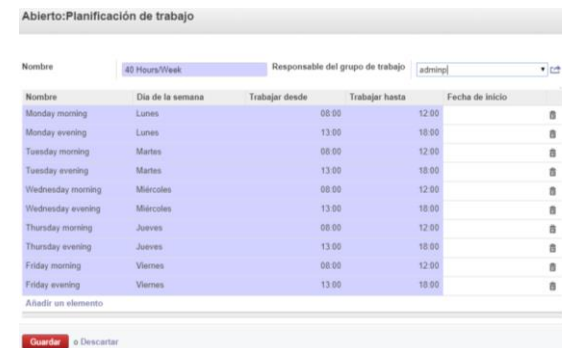 Abierto:Planificación de trabajo
Nombre 40 Hours/Week Responsable del grupo de trabajo adminp
Nombre Día de la semana Trabajar desde Trabajar hasta Fecha de inicio
Monday morning Lunes 08:00 12:00
Monday evening Lunes 13:00 18:00
Tuesday morning Martes 08:00 12:00
Tuesday evening Martes 13:00 18:00
Wednesday morning Miércoles 08:00 12:00
Wednesday evening Miércoles 13:00 18:00
Thursday morning Jueves 08:00 12:00
Thursday evening Jueves 13:00 18:00
Friday morning Viernes 08:00 12:00
Friday evening Viernes 13:00 18:00
Añadir un elemento
Guardar o Descartar